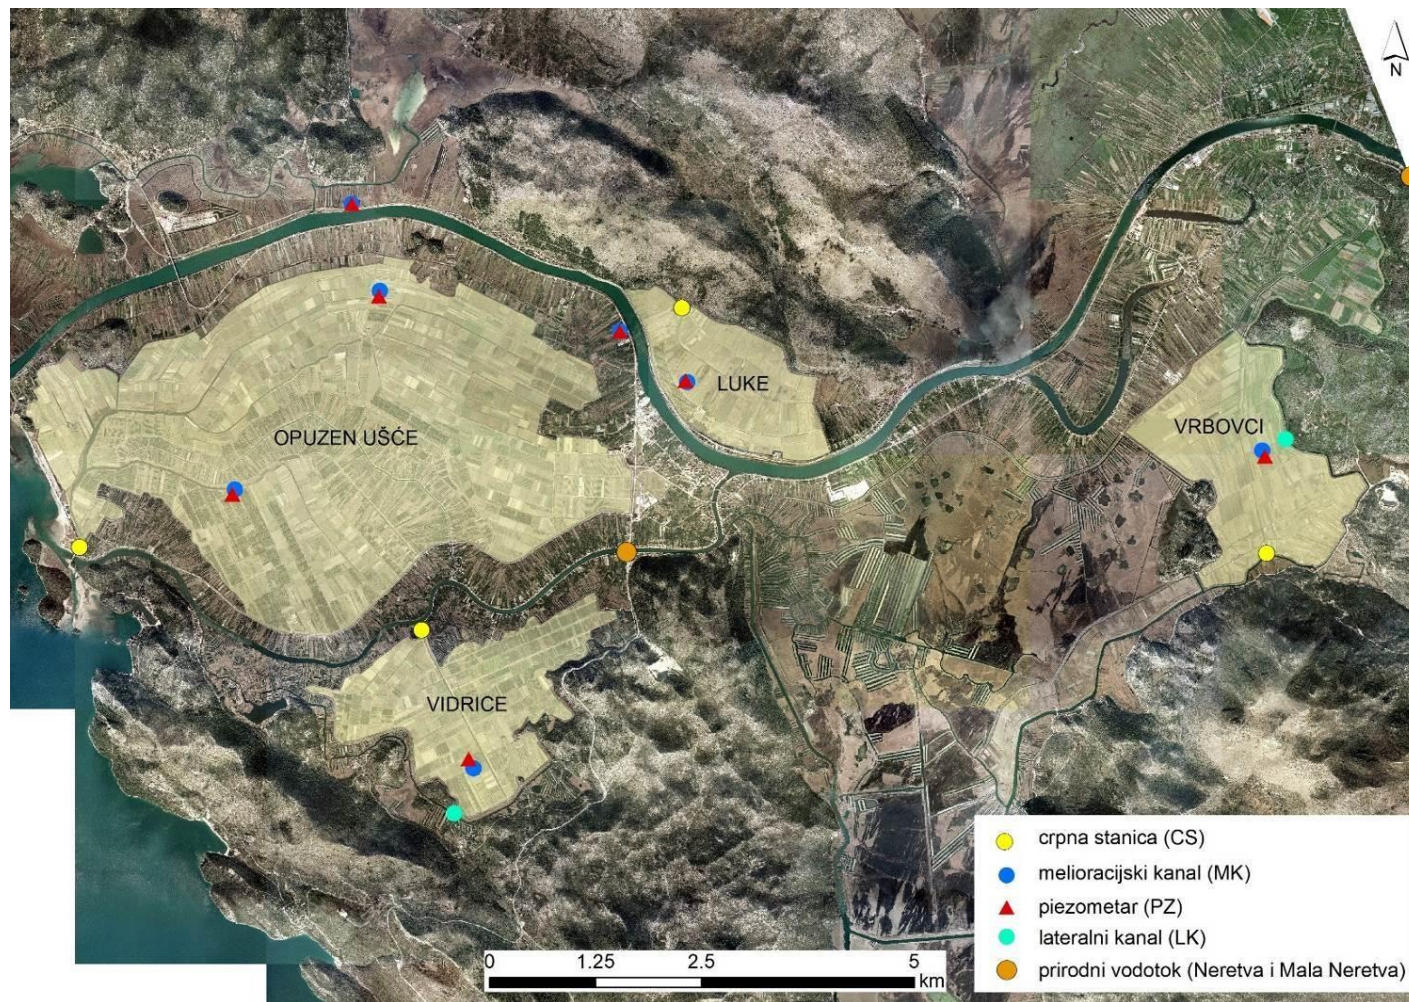 N
LUKE
VRBOVCI
OPUZEN UŠĆE
VIDRICE
crpna stanica (CS)
melioracijski kanal (MK)
piezometar (PZ)
lateralni kanal (LK)
prirodni vodotok (Neretva i Mala Neretva)
0 1.25 2.5 5
km